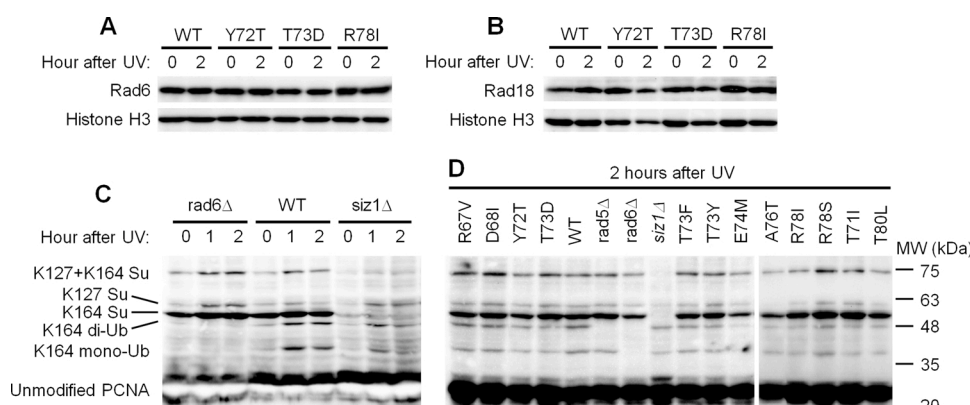 A
WT Y72T T73D R78I
Hour after UV: 0 2 0 2 0 2 0 2
Rad6
Histone H3
B
WT Y72T T73D R78I
Hour after UV: 0 2 0 2 0 2 0 2
Rad18
Histone H3
C
rad6Δ WT siz1Δ
Hour after UV: 0 1 2 0 1 2 0 1 2
K127+K164 Su
K127 Su
K164 Su
K164 di-Ub
K164 mono-Ub
Unmodified PCNA
D
2 hours after UV
R67V D68I Y72T T73D WT rad5Δ rad6Δ siz1Δ T73F T73Y E74M A76T R78I R78S T71I T80L
MW (kDa)
75
63
48
35
20